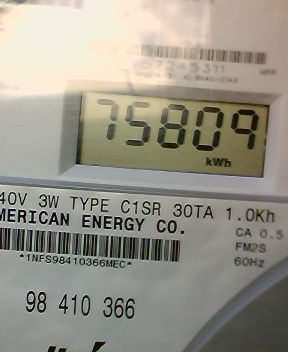 57245311
75809
kWh
40V 3W TYPE C1SR 30TA 1.0Kh
MERICAN ENERGY CO.
CA 0.5
FM2S
*1NFS98410366MEC*
60Hz
98 410 366